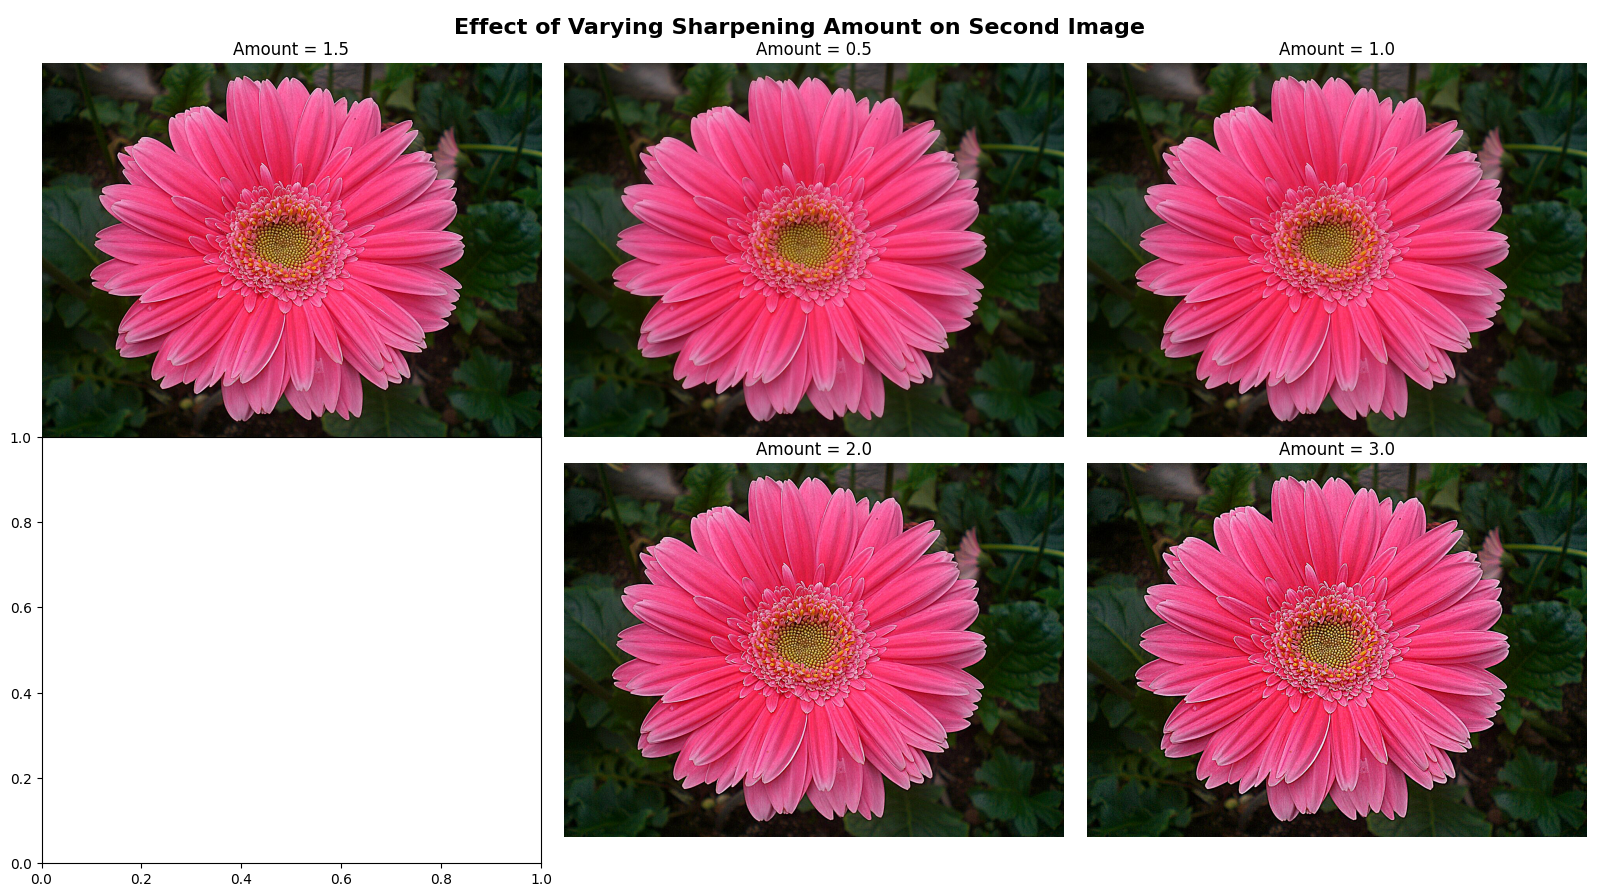 Effect of Varying Sharpening Amount on Second Image
Amount = 1.5
Amount = 0.5
Amount = 1.0
Amount = 2.0
Amount = 3.0
1.0
0.8
0.6
0.4
0.2
0.0
0.0 0.2 0.4 0.6 0.8 1.0